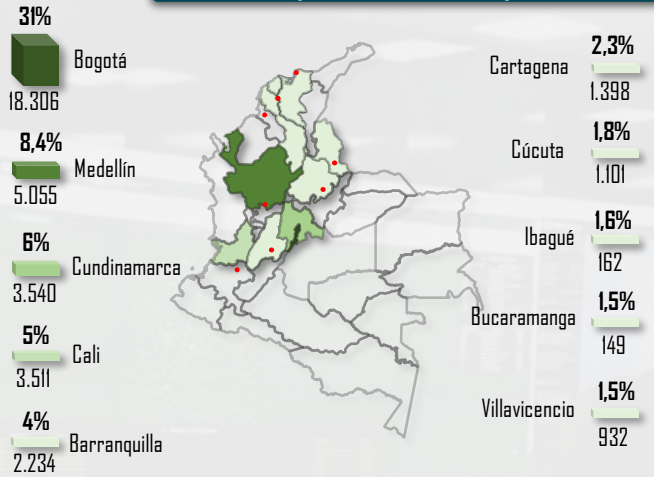 31%
Bogotá
18.306
8,4%
Medellín
5.055
6%
Cundinamarca
3.540
5%
Cali
3.511
4%
Barranquilla
2.234
2,3%
Cartagena
1.398
1,8%
Cúcuta
1.101
1,6%
Ibagué
162
1,5%
Bucaramanga
149
1,5%
Villavicencio
932